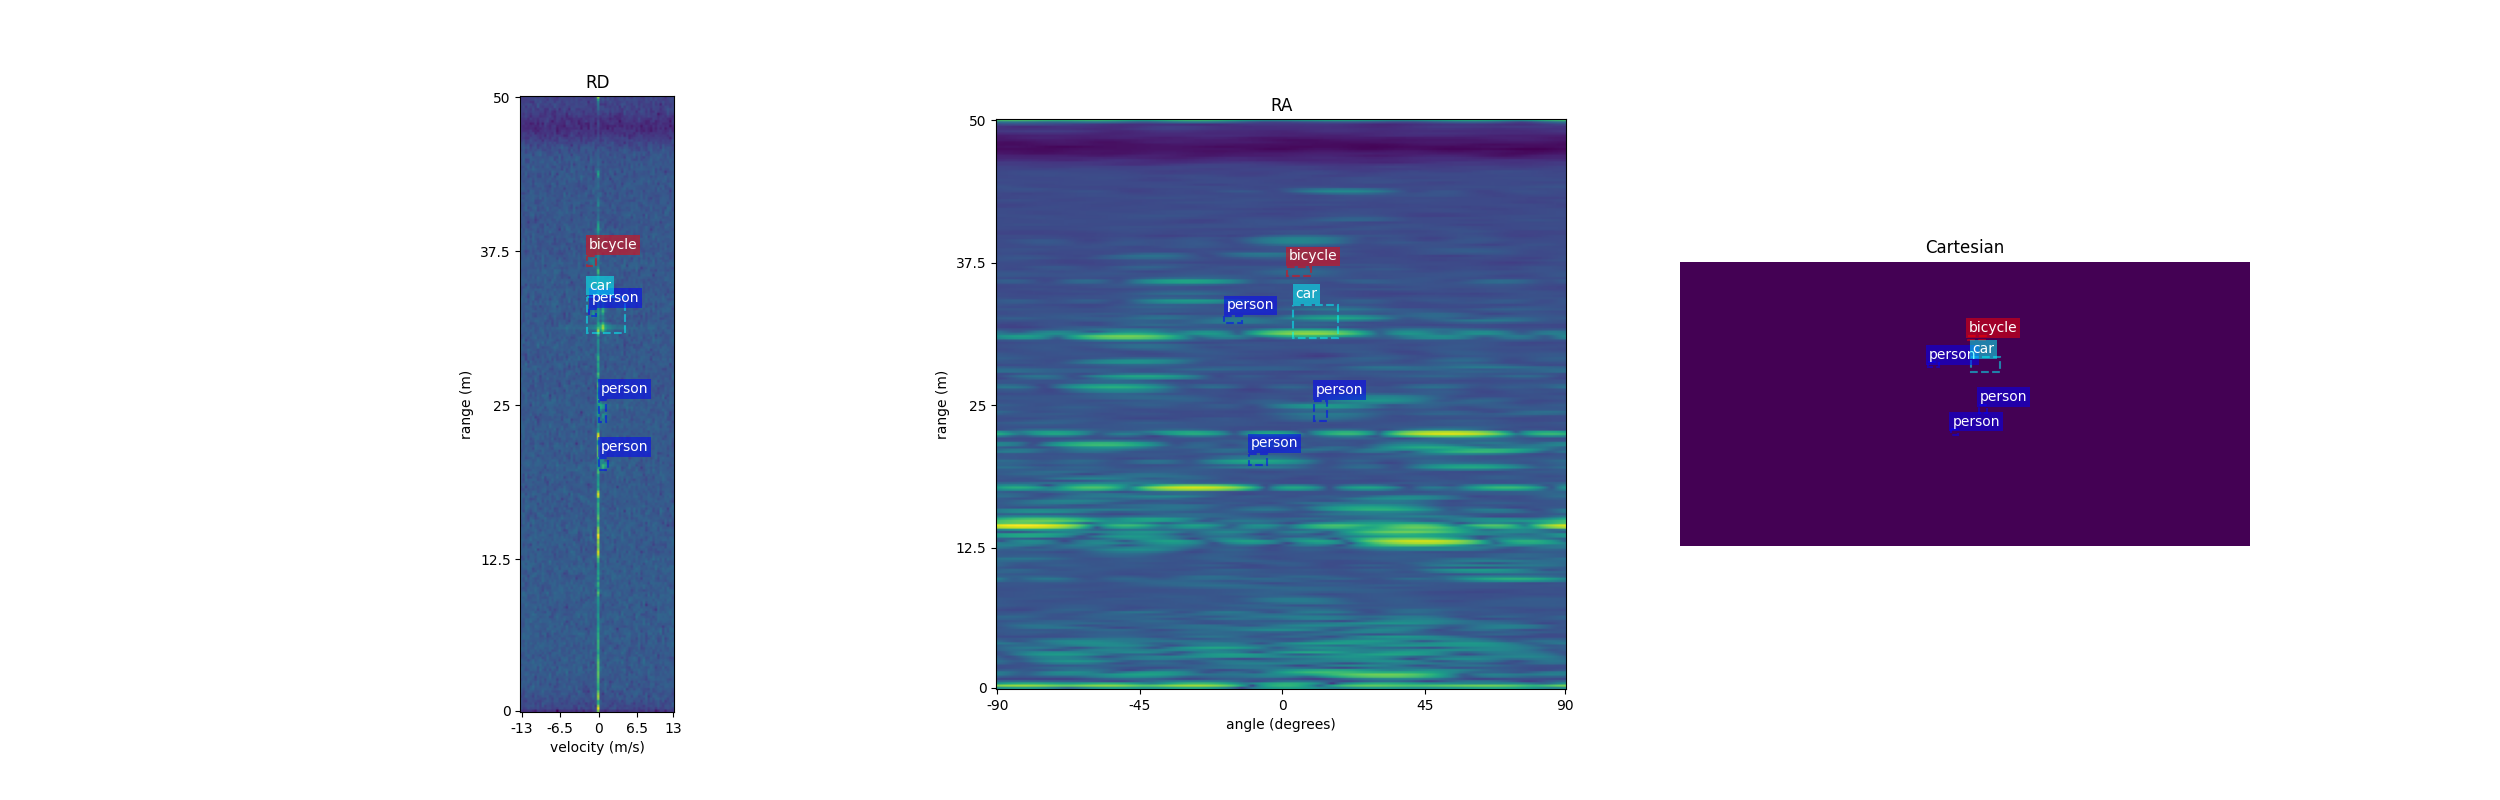 RD
50
37.5
25
12.5
0
range (m)
-13
-6.5
0
6.5
13
velocity (m/s)
bicycle
car
person
person
person
RA
50
37.5
25
12.5
0
range (m)
-90
-45
0
45
90
angle (degrees)
bicycle
car
person
person
person
Cartesian
bicycle
car
person
person
person